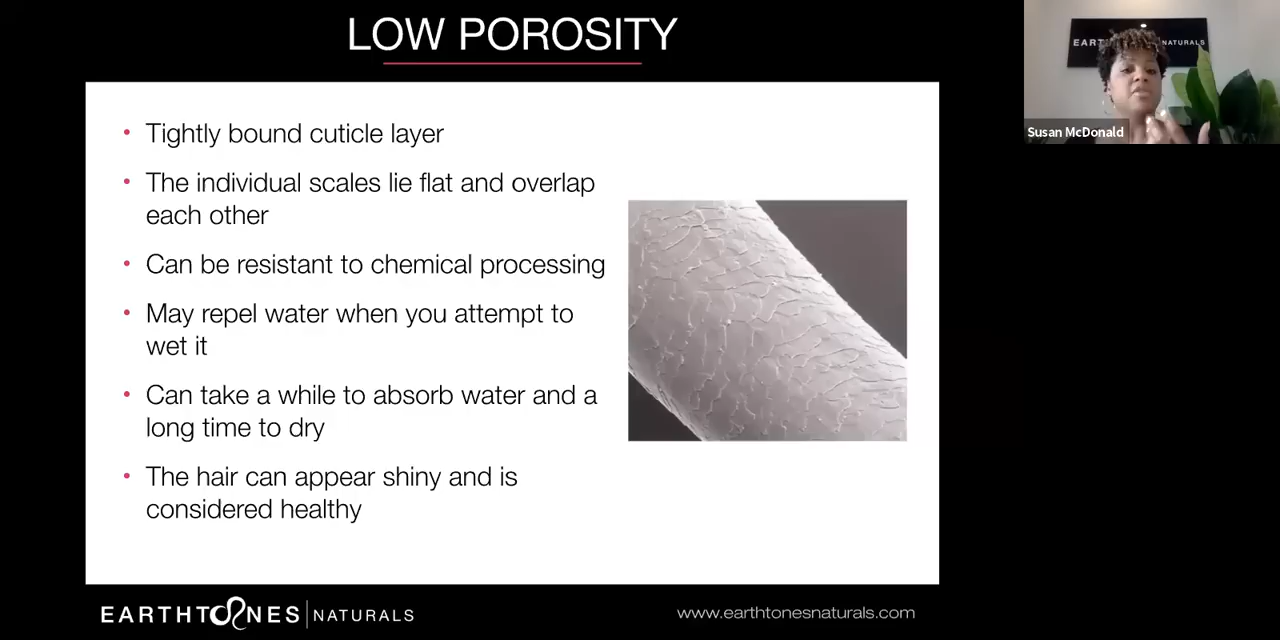 LOW POROSITY
• Tightly bound cuticle layer
• The individual scales lie flat and overlap
each other
• Can be resistant to chemical processing
• May repel water when you attempt to
wet it
• Can take a while to absorb water and a
long time to dry
• The hair can appear shiny and is
considered healthy
EARTHTONES NATURALS
www.earthtonesnaturals.com
EART NATURALS
Susan McDonald